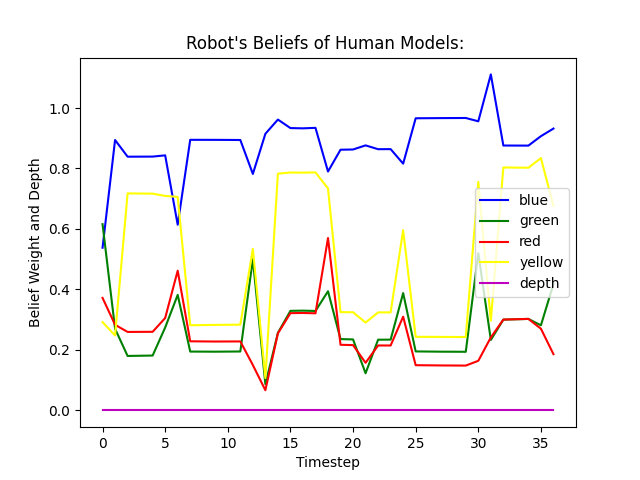 Robot's Beliefs of Human Models:
Belief Weight and Depth
1.0
0.8
0.6
0.4
0.2
0.0
blue
green
red
yellow
depth
0 5 10 15 20 25 30 35
Timestep